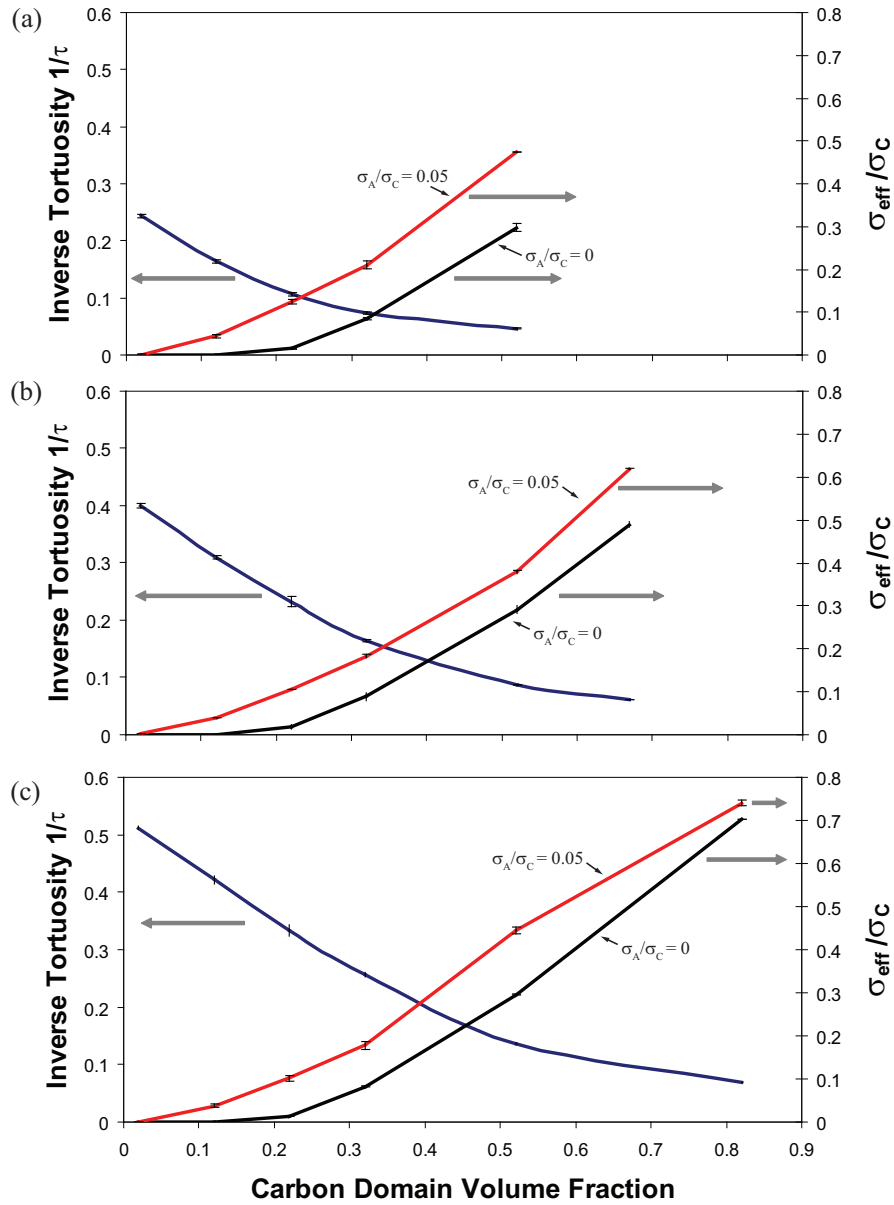 (a)
0.6
0.5
0.4
0.3
0.2
0.1
0
Inverse Tortuosity 1/τ
0.8
0.7
0.6
0.5
0.4
0.3
0.2
0.1
0
σeff /σC
σA/σC = 0.05
σA/σC = 0
(b)
0.6
0.5
0.4
0.3
0.2
0.1
0
Inverse Tortuosity 1/τ
0.8
0.7
0.6
0.5
0.4
0.3
0.2
0.1
0
σeff /σC
σA/σC = 0.05
σA/σC = 0
(c)
0.6
0.5
0.4
0.3
0.2
0.1
0
Inverse Tortuosity 1/τ
0.8
0.7
0.6
0.5
0.4
0.3
0.2
0.1
0
σeff /σC
σA/σC = 0.05
σA/σC = 0
0 0.1 0.2 0.3 0.4 0.5 0.6 0.7 0.8 0.9
Carbon Domain Volume Fraction